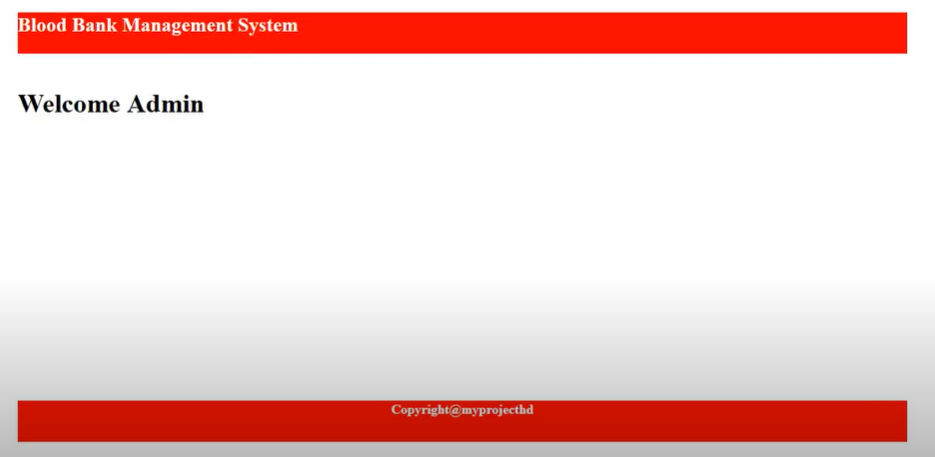 Blood Bank Management System
Welcome Admin
Copyright@myprojecthd